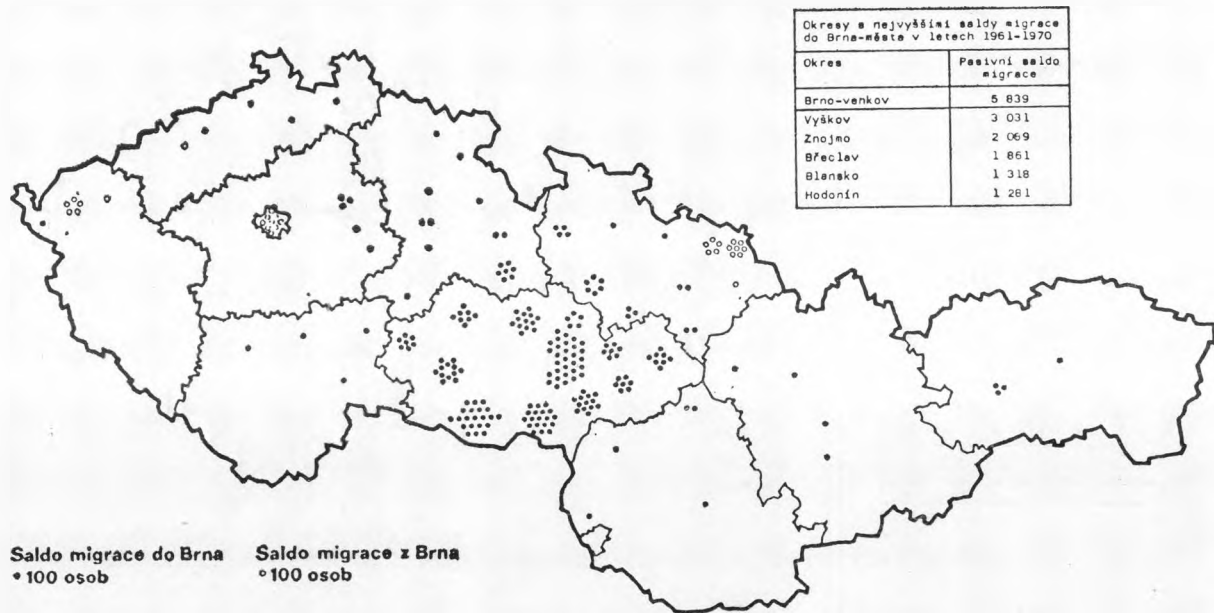 Okresy s nejvyššími saldy migrace
do Brna-města v letech 1961-1970
Okres Pasivní saldo
migrace
Brno-venkov 5 839
Vyškov 3 031
Znojmo 2 069
Břeclav 1 861
Blansko 1 318
Hodonín 1 281
Saldo migrace do Brna Saldo migrace z Brna
100 osob 100 osob